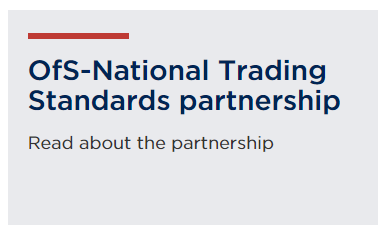 OfS-National Trading
Standards partnership
Read about the partnership